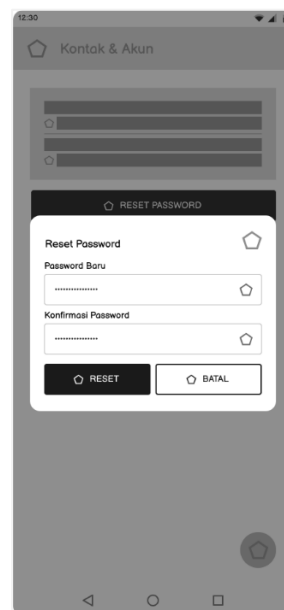 12:30
Kontak & Akun
RESET PASSWORD
Reset Password
Password Baru
Konfirmasi Password
RESET
BATAL